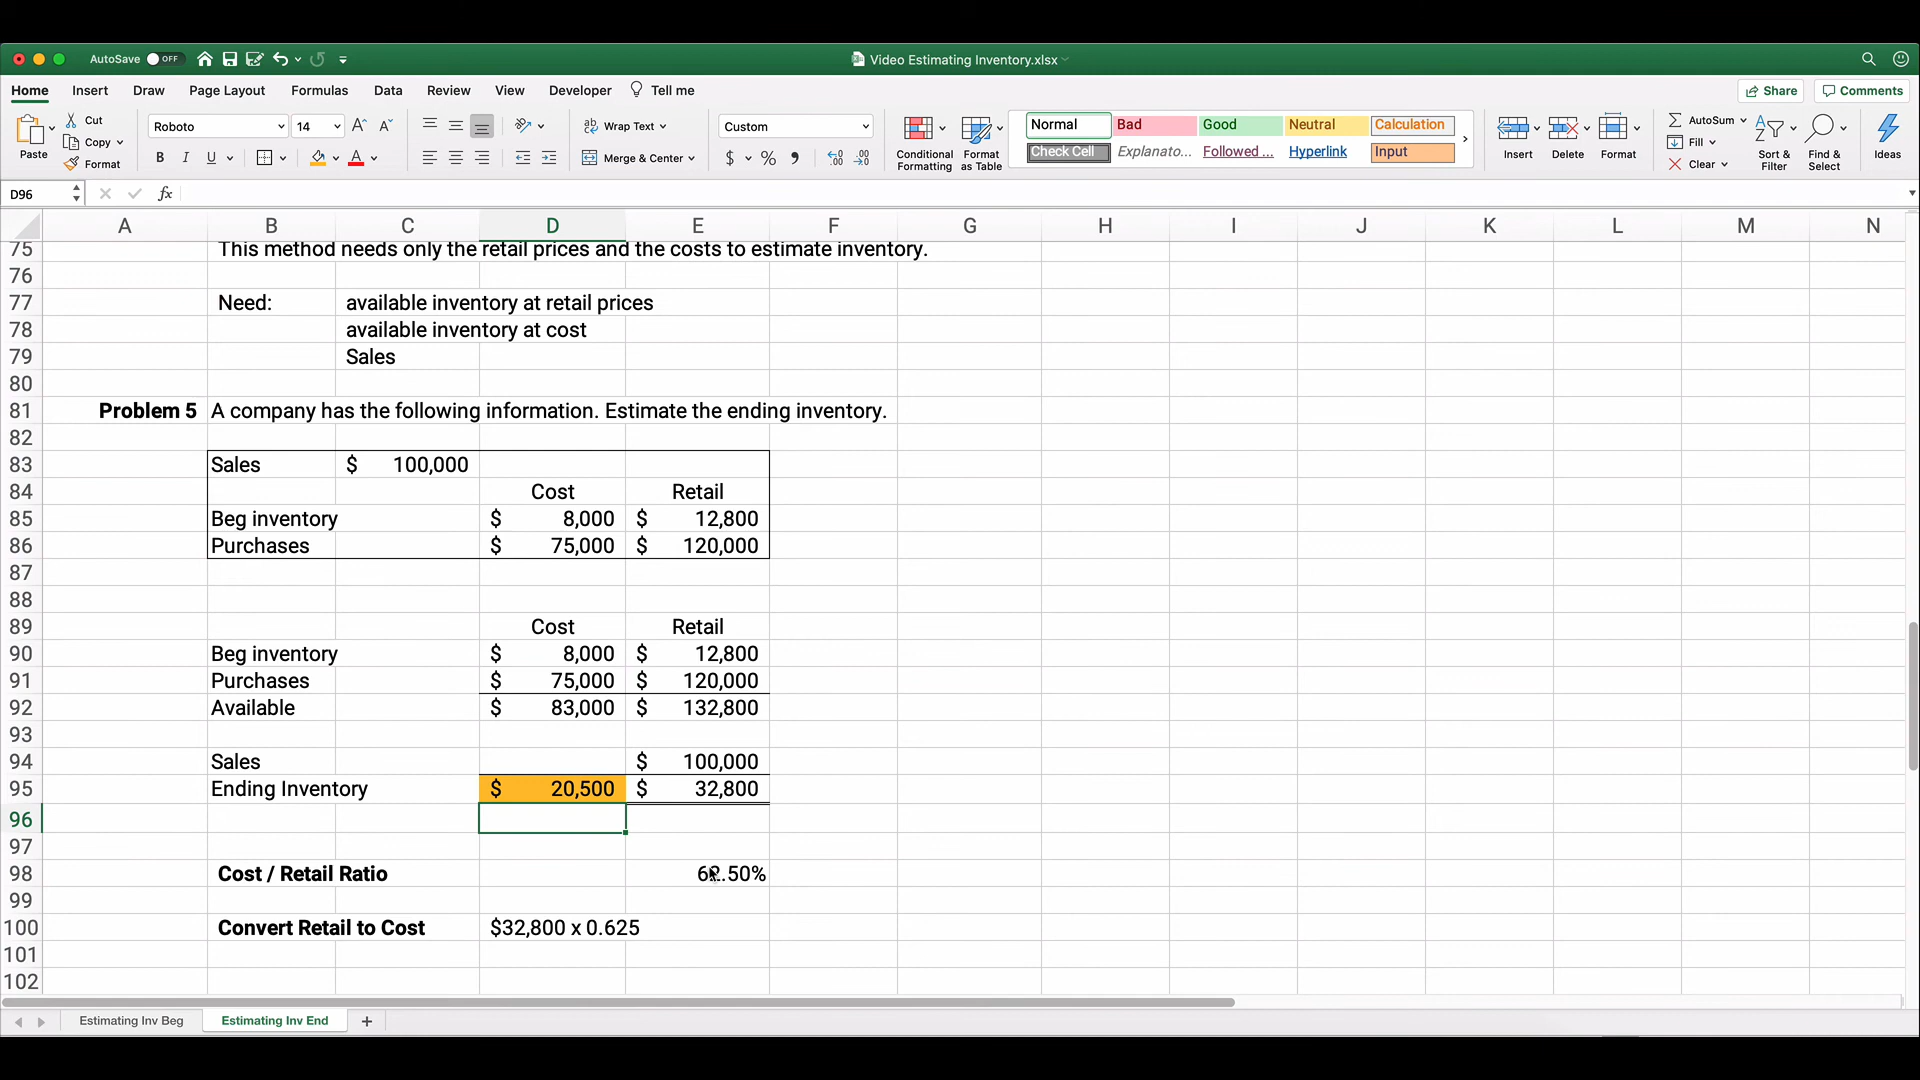 AutoSave OFF Video Estimating Inventory.xlsx
Home Insert Draw Page Layout Formulas Data Review View Developer Tell me Share Comments
Paste Cut Copy Format
Roboto 14 B I U A A A
Wrap Text
Merge & Center
Custom
$ % ,
Conditional Formatting
Format as Table
Normal Bad Good Neutral Calculation
Check Cell Explanato... Followed ... Hyperlink Input
Insert Delete Format
AutoSum
Fill
Clear
Sort & Filter
Find & Select
Ideas
D96 fx
A B C D E F G H I J K L M N
75 This method needs only the retail prices and the costs to estimate inventory.
76
77 Need: available inventory at retail prices
78 available inventory at cost
79 Sales
80
81 Problem 5 A company has the following information. Estimate the ending inventory.
82
83 Sales $ 100,000
84 Cost Retail
85 Beg inventory $ 8,000 $ 12,800
86 Purchases $ 75,000 $ 120,000
87
88
89 Cost Retail
90 Beg inventory $ 8,000 $ 12,800
91 Purchases $ 75,000 $ 120,000
92 Available $ 83,000 $ 132,800
93
94 Sales $ 100,000
95 Ending Inventory $ 20,500 $ 32,800
96
97
98 Cost / Retail Ratio 62.50%
99
100 Convert Retail to Cost $32,800 x 0.625
101
102
Estimating Inv Beg Estimating Inv End +